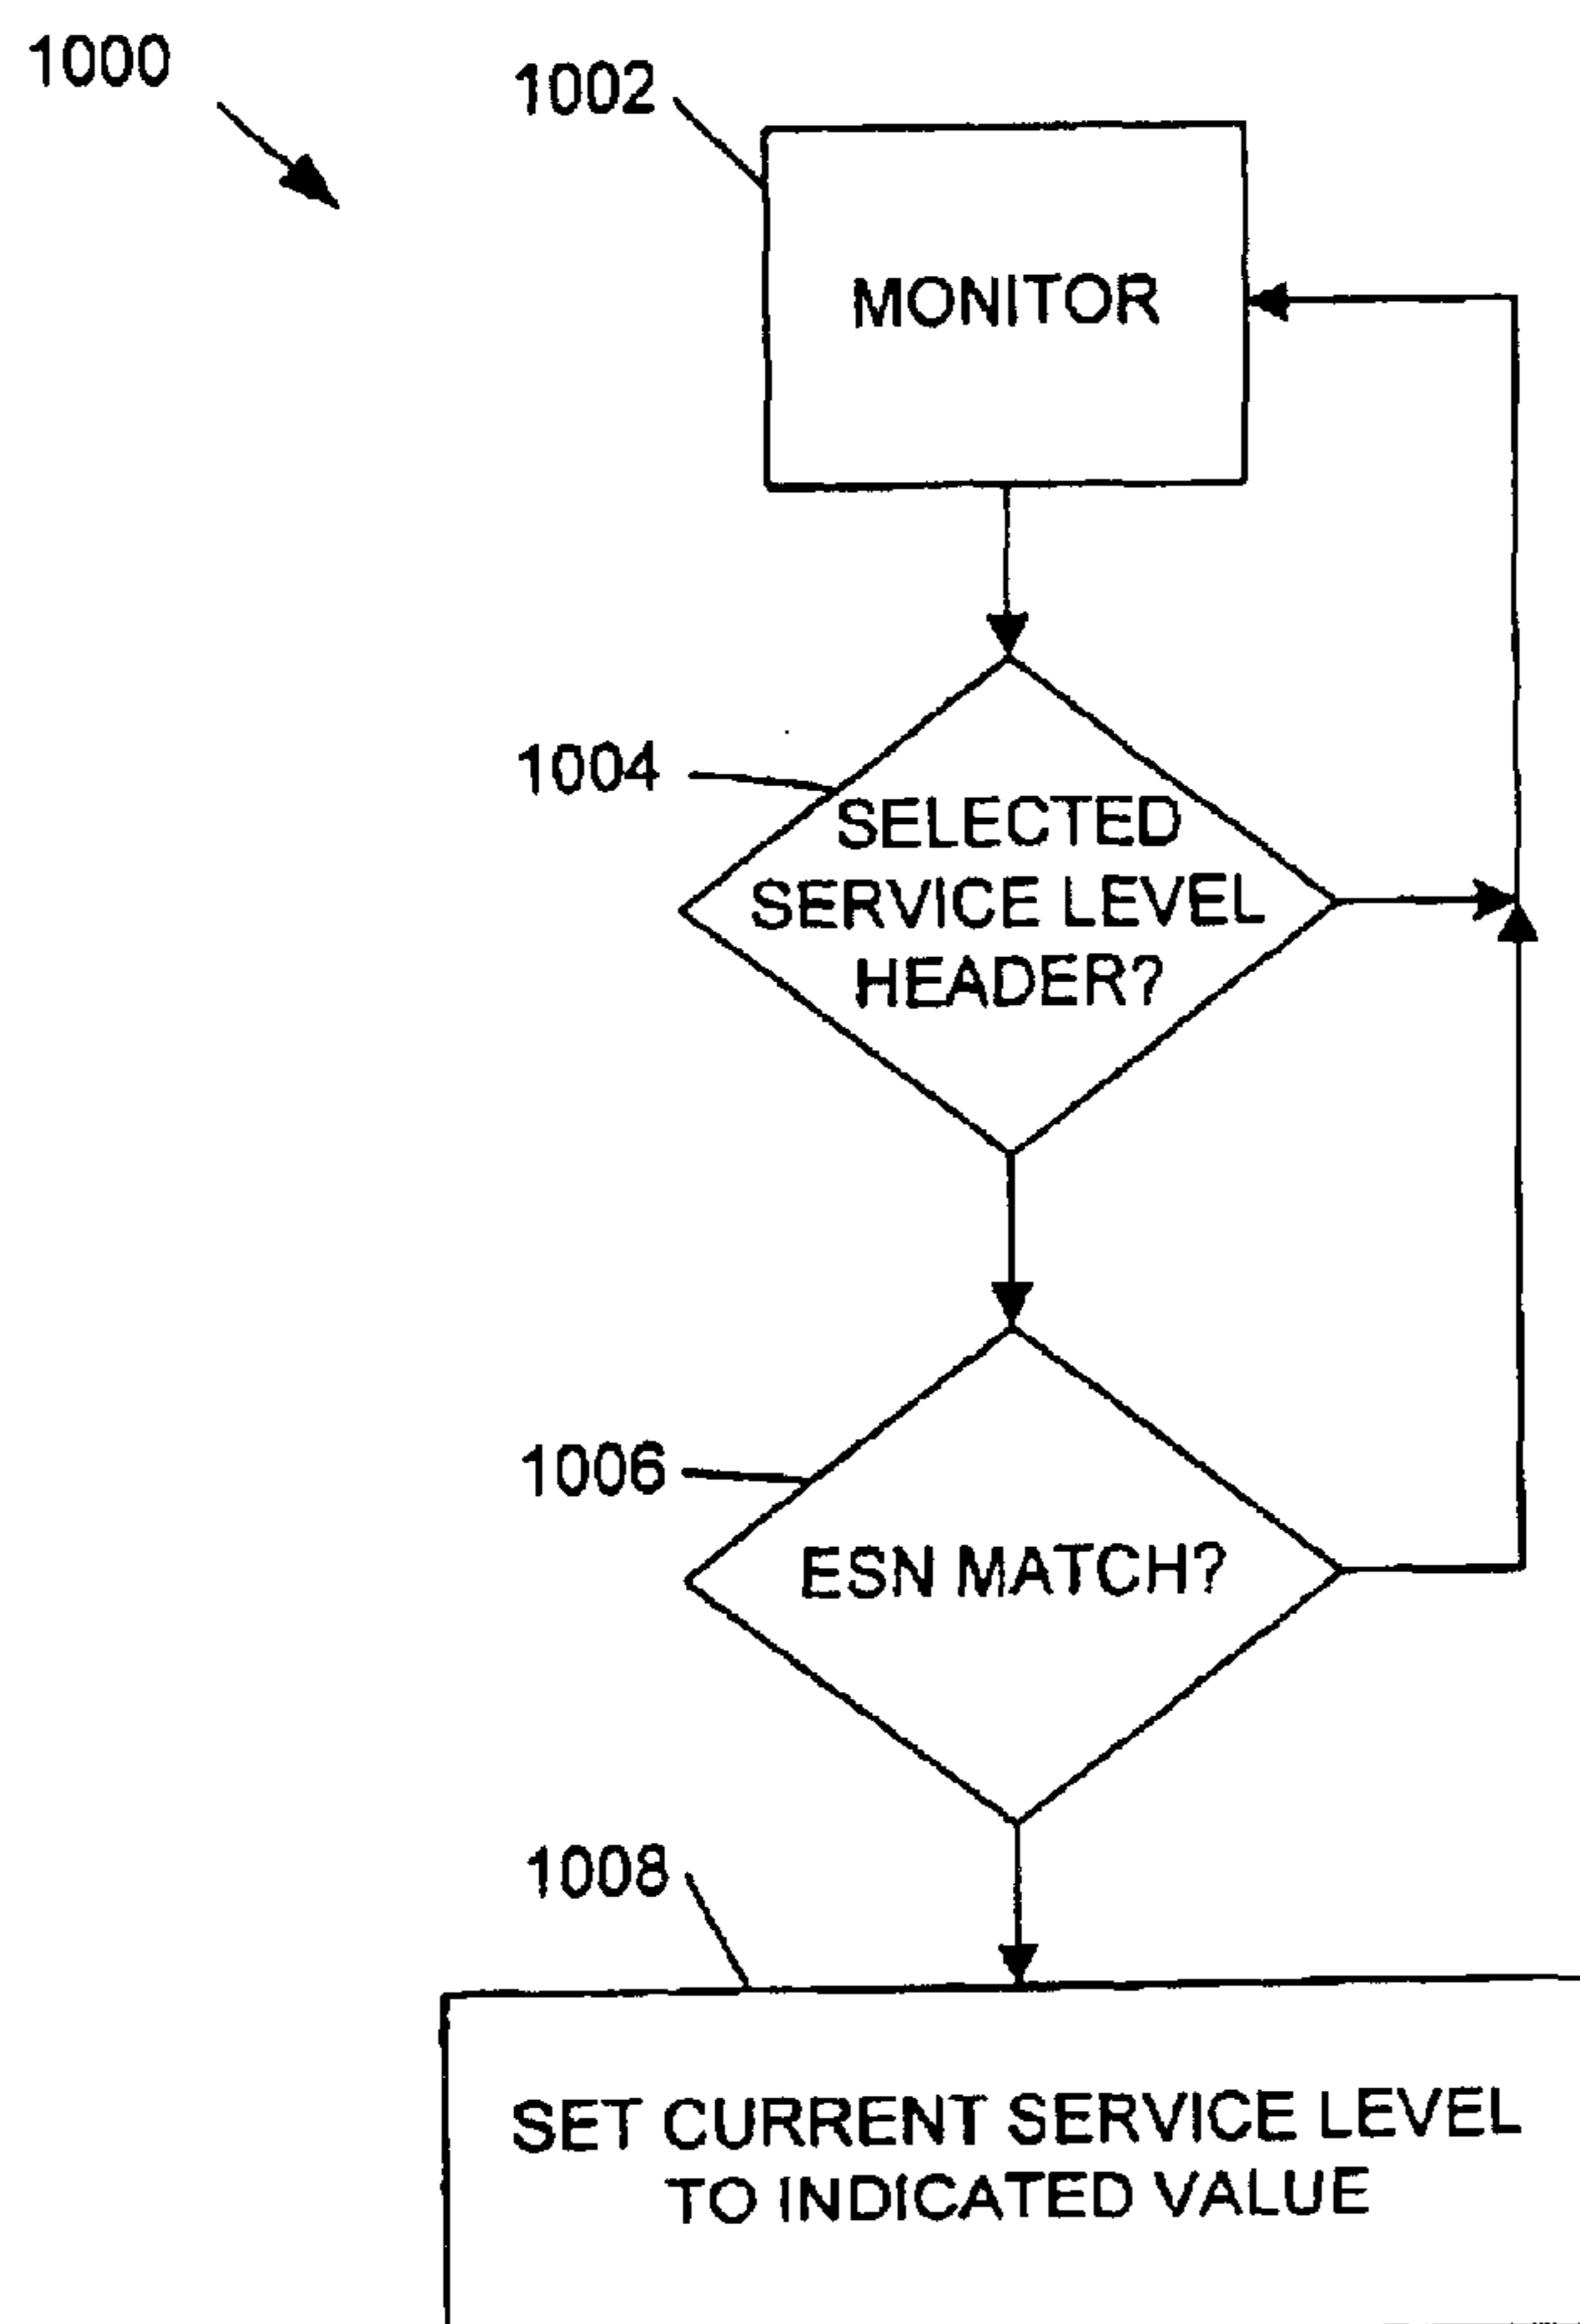 1000
1002
MONITOR
1004
SELECTED
SERVICE LEVEL
HEADER?
1006
ESN MATCH?
1008
SET CURRENT SERVICE LEVEL
TO INDICATED VALUE